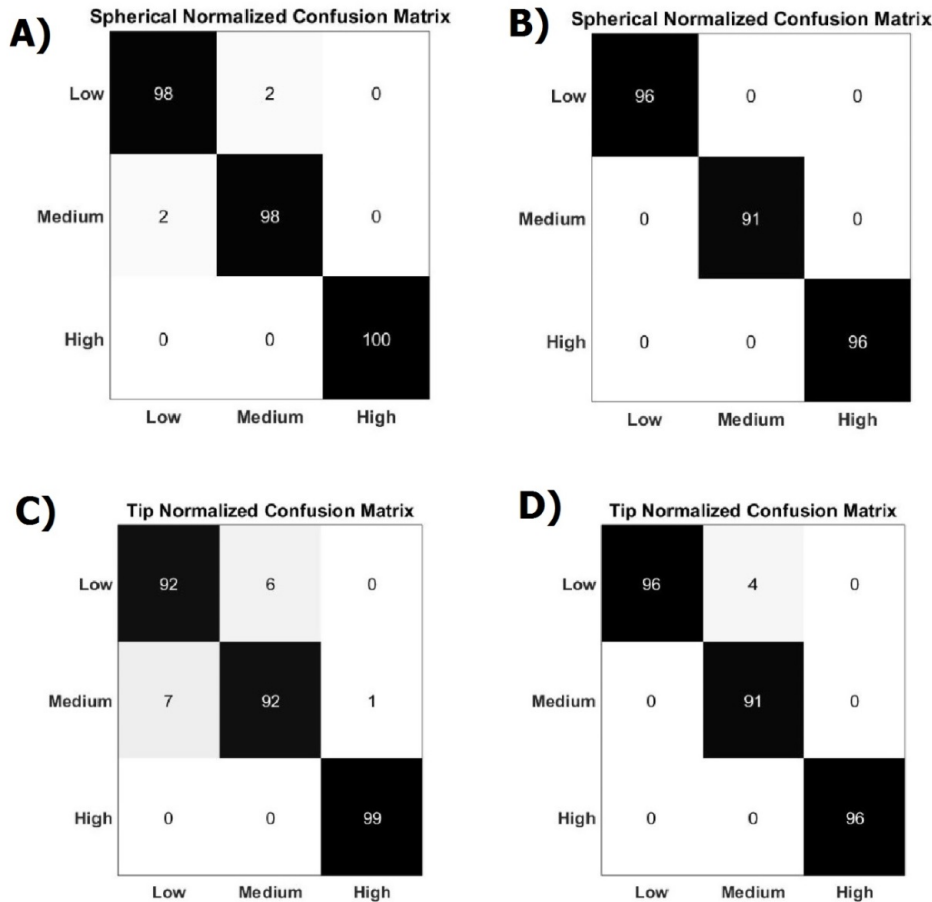 A)
Spherical Normalized Confusion Matrix
Low 98 2 0
Medium 2 98 0
High 0 0 100
Low Medium High
B)
Spherical Normalized Confusion Matrix
Low 96 0 0
Medium 0 91 0
High 0 0 96
Low Medium High
C)
Tip Normalized Confusion Matrix
Low 92 6 0
Medium 7 92 1
High 0 0 99
Low Medium High
D)
Tip Normalized Confusion Matrix
Low 96 4 0
Medium 0 91 0
High 0 0 96
Low Medium High